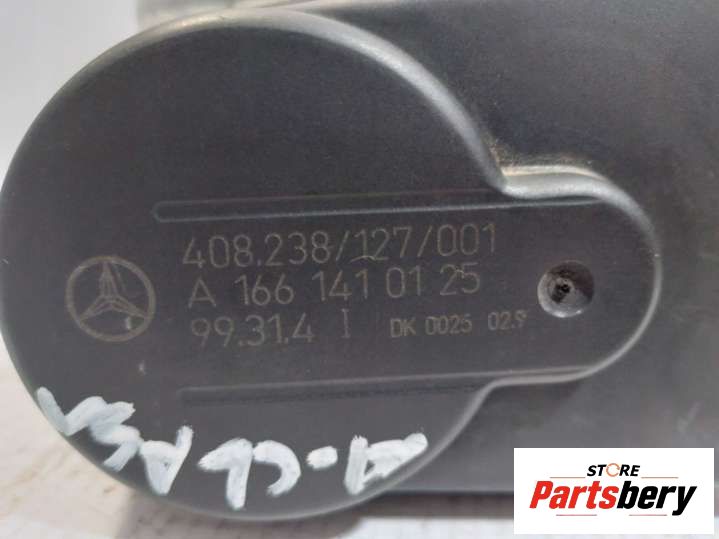 408.238/127/001
A 166 141 01 25
99.31.4 I DK 0025 02.9
A-CLASS
STORE
Partsbery